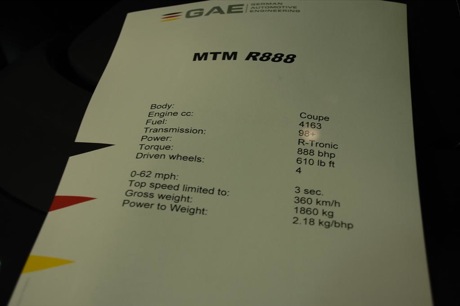 GAE GERMAN AUTOMOTIVE ENGINEERING
MTM R888
Body: Coupe
Engine cc: 4163
Fuel: 98+
Transmission: R-Tronic
Power: 888 bhp
Torque: 610 lb ft
Driven wheels: 4
0-62 mph: 3 sec.
Top speed limited to: 360 km/h
Gross weight: 1860 kg
Power to Weight: 2.18 kg/bhp